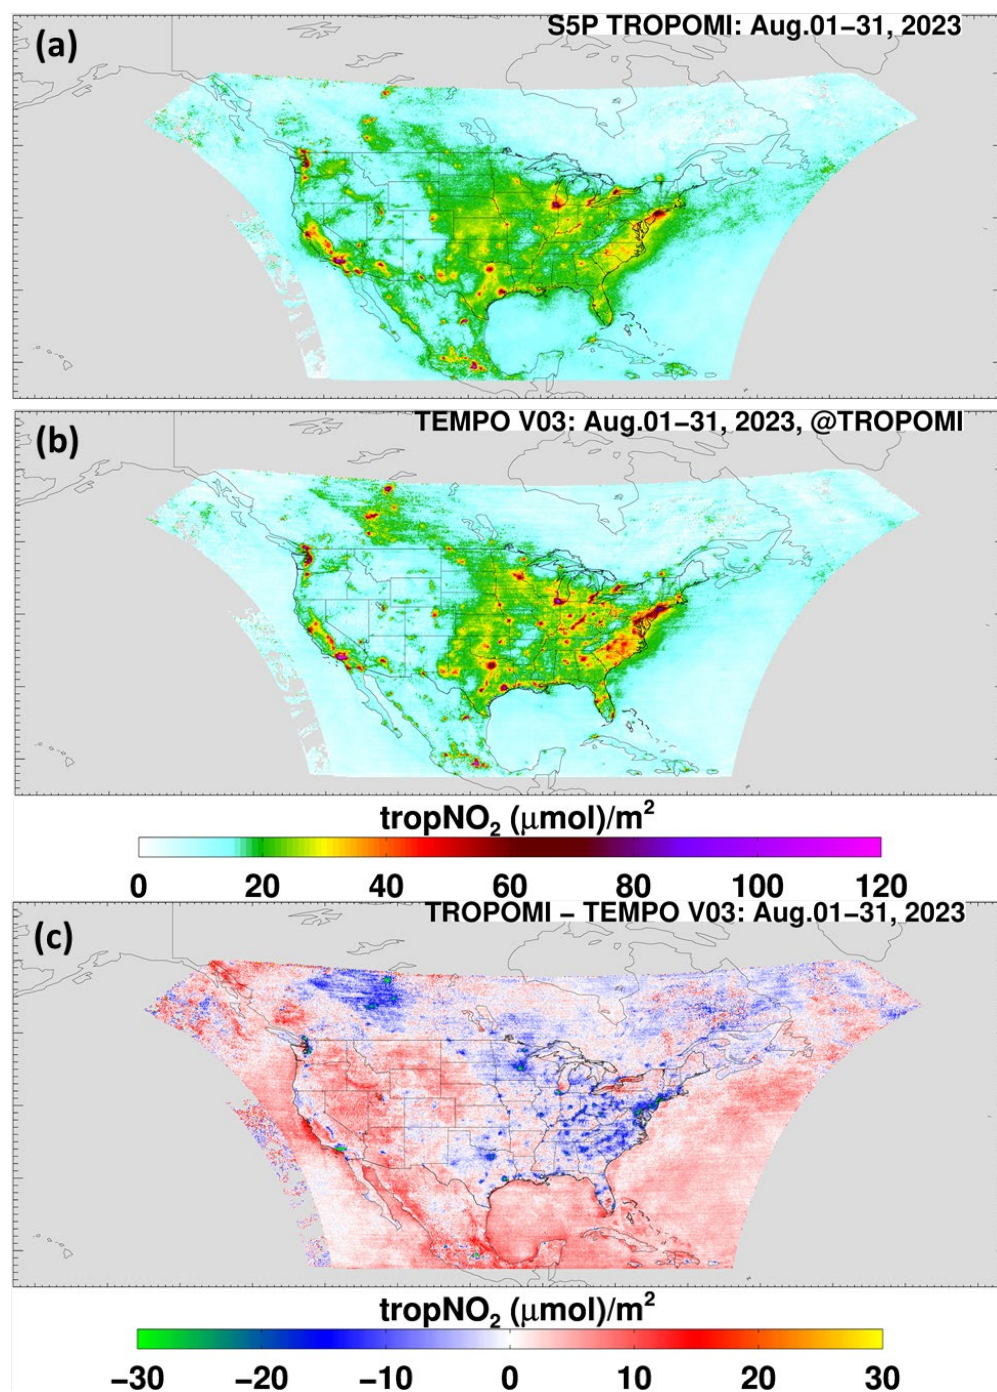 (a)
S5P TROPOMI: Aug.01−31, 2023
(b)
TEMPO V03: Aug.01−31, 2023, @TROPOMI
tropNO₂ (μmol)/m²
0 20 40 60 80 100 120
(c)
TROPOMI − TEMPO V03: Aug.01−31, 2023
tropNO₂ (μmol)/m²
−30 −20 −10 0 10 20 30